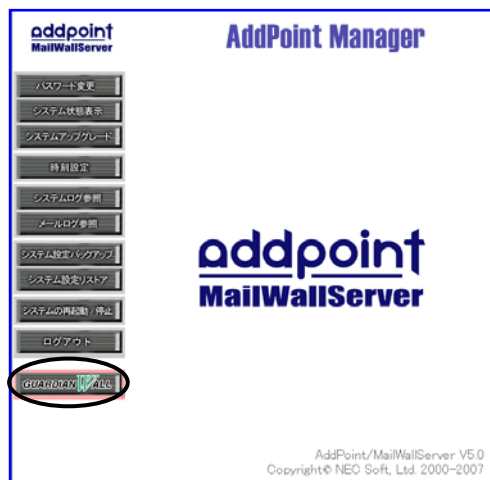 addpoint
MailWallServer
AddPoint Manager
パスワード変更
システム状態表示
システムアップグレード
時刻設定
システムログ参照
メールログ参照
システム設定バックアップ
システム設定リストア
システムの再起動/停止
ログアウト
GUARDIAN WALL
addpoint
MailWallServer
AddPoint/MailWallServer V5.0
Copyright© NEC Soft, Ltd. 2000-2007